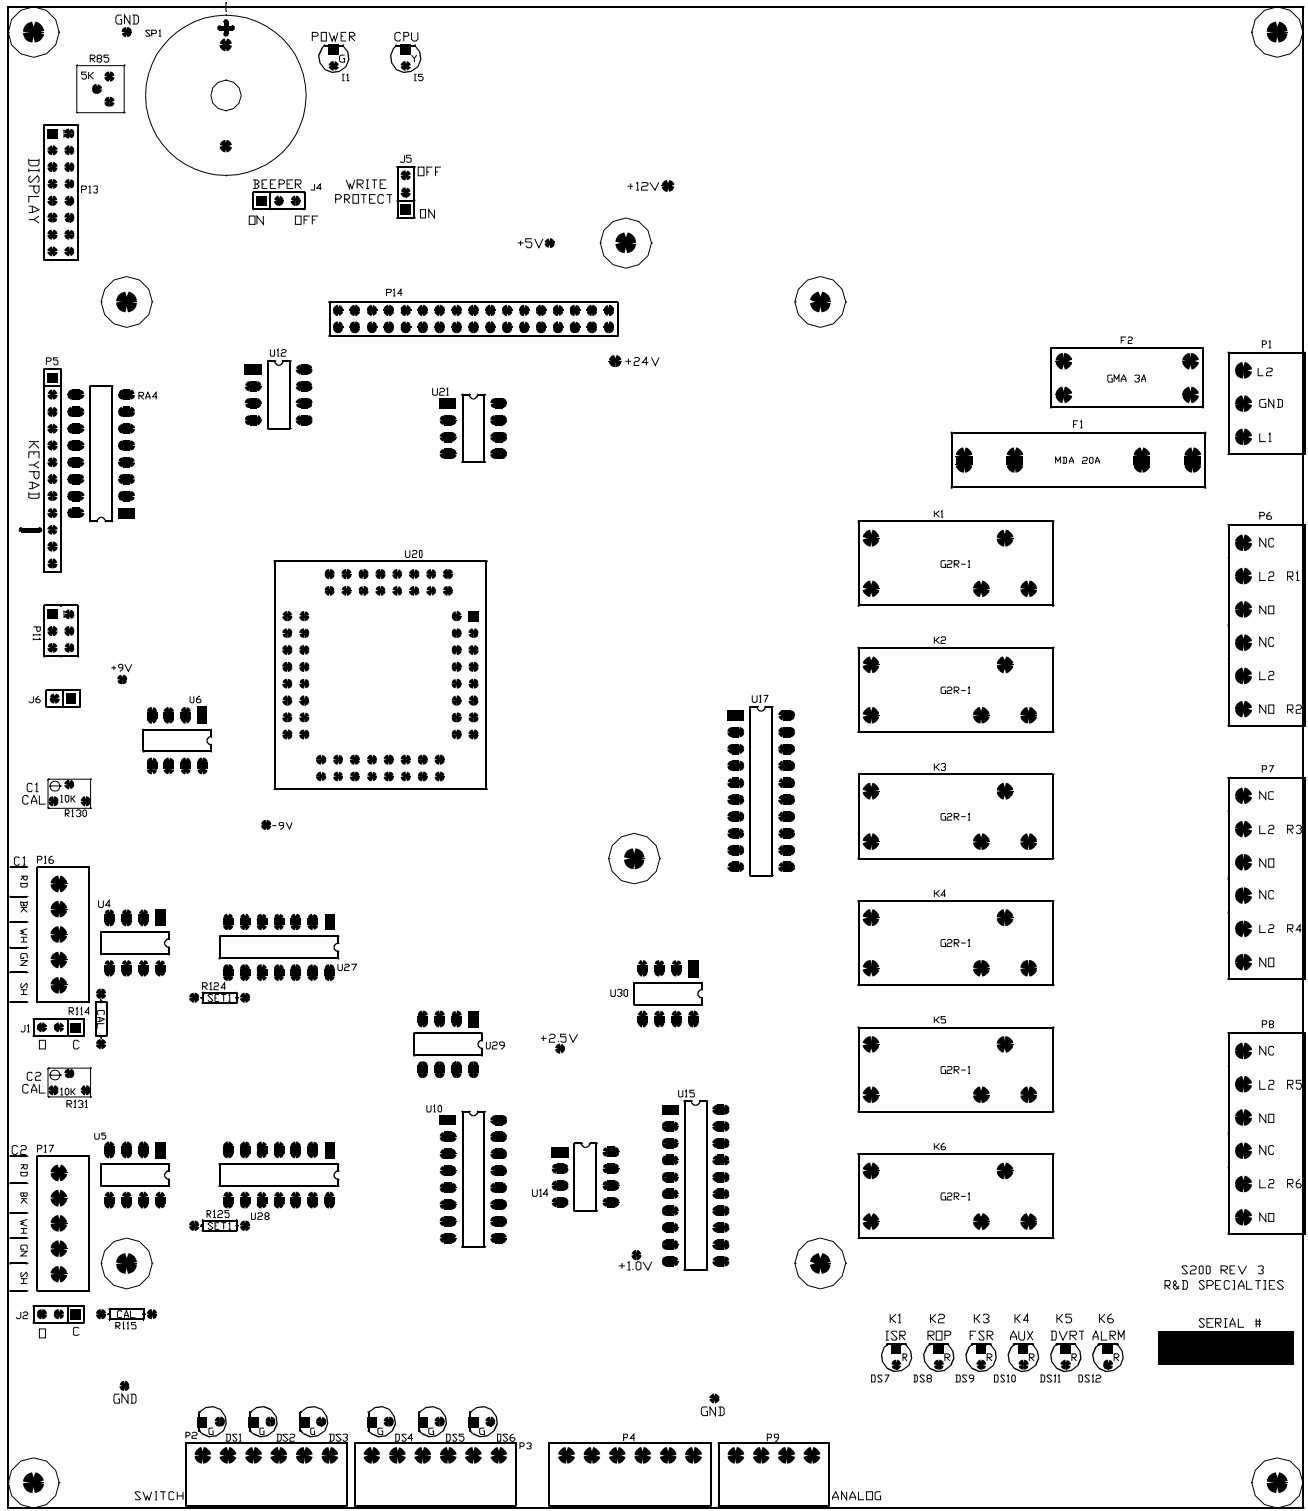 GND
SP1
POWER
CPU
G
Y
I1
I5
R85
5K
DISPLAY
P13
BEEPER
J4
ON OFF
WRITE
PROTECT
J5
OFF
ON
+12V
+5V
P14
+24V
P5
RA4
KEYPAD
U12
U21
F2
GMA 3A
P1
L2
GND
L1
F1
MDA 20A
K1
G2R-1
P6
NC
L2 R1
NO
NC
L2
NO R2
U20
P11
+9V
J6
U6
K2
G2R-1
U17
C1
CAL
10K
R130
-9V
K3
G2R-1
P7
NC
L2 R3
NO
NC
L2 R4
NO
C1
P16
RD
BK
WH
GN
SH
U4
U27
R124
SET1
K4
G2R-1
U30
R114
CAL
J1
O C
U29
+2.5V
K5
G2R-1
P8
NC
L2 R5
NO
NC
L2 R6
NO
C2
CAL
10K
R131
U10
U15
C2
P17
RD
BK
WH
GN
SH
U5
U28
R125
SET1
U14
K6
G2R-1
+1.0V
J2
O C
CAL
R115
S200 REV 3
R&D SPECIALTIES
SERIAL #
K1 K2 K3 K4 K5 K6
ISR ROP FSR AUX DVRT ALRM
R R R R R R
DS7 DS8 DS9 DS10 DS11 DS12
GND
GND
G G G G G G
P2 DS1 DS2 DS3 DS4 DS5 DS6 P3
P4
P9
SWITCH
ANALOG